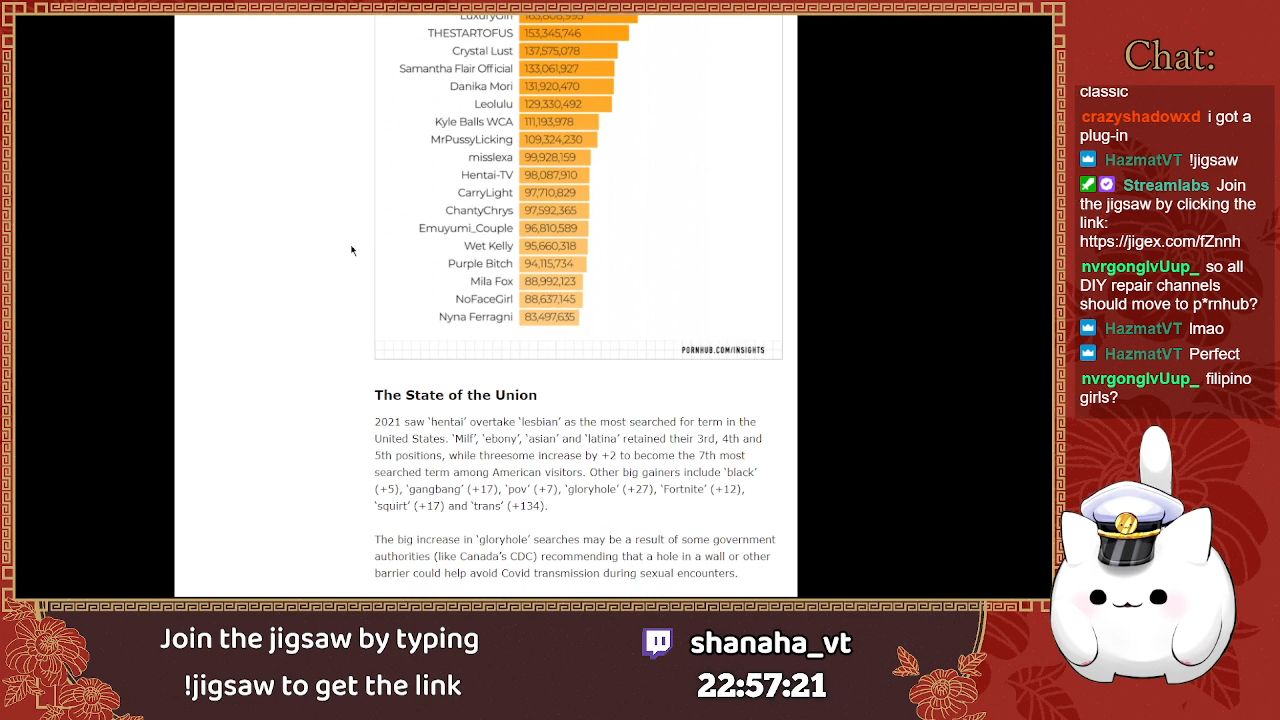 LuxuryGirl 163,808,993
THESTARTOFUS 153,345,746
Crystal Lust 137,575,078
Samantha Flair Official 133,061,927
Danika Mori 131,920,470
Leolulu 129,330,492
Kyle Balls WCA 111,193,978
MrPussyLicking 109,324,230
misslexa 99,928,159
Hentai-TV 98,087,910
CarryLight 97,710,829
ChantyChrys 97,592,365
Emuyumi_Couple 96,810,589
Wet Kelly 95,660,318
Purple Bitch 94,115,734
Mila Fox 88,992,123
NoFaceGirl 88,637,145
Nyna Ferragni 83,497,635
PORNHUB.COM/INSIGHTS
The State of the Union
2021 saw ‘hentai’ overtake ‘lesbian’ as the most searched for term in the
United States. ‘Milf’, ‘ebony’, ‘asian’ and ‘latina’ retained their 3rd, 4th and
5th positions, while threesome increase by +2 to become the 7th most
searched term among American visitors. Other big gainers include ‘black’
(+5), ‘gangbang’ (+17), ‘pov’ (+7), ‘gloryhole’ (+27), ‘Fortnite’ (+12),
‘squirt’ (+17) and ‘trans’ (+134).
The big increase in ‘gloryhole’ searches may be a result of some government
authorities (like Canada’s CDC) recommending that a hole in a wall or other
barrier could help avoid Covid transmission during sexual encounters.
Chat:
classic
crazyshadowxd i got a
plug-in
HazmatVT !jigsaw
Streamlabs Join
the jigsaw by clicking the
link:
https://jigex.com/fZnnh
nvrgonglvUup_ so all
DIY repair channels
should move to p*rnhub?
HazmatVT lmao
HazmatVT Perfect
nvrgonglvUup_ filipino
girls?
Join the jigsaw by typing
!jigsaw to get the link
shanaha_vt
22:57:21